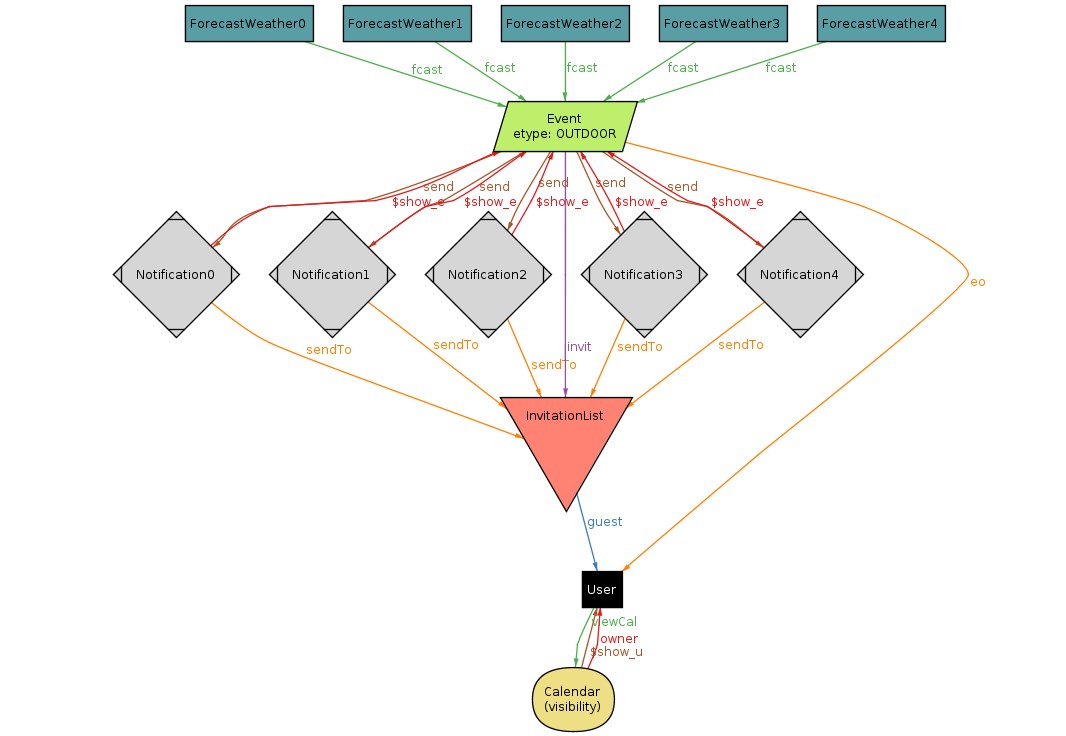 ForecastWeather0
ForecastWeather1
ForecastWeather2
ForecastWeather3
ForecastWeather4
fcast
fcast
fcast
fcast
fcast
Event
etype: OUTDOOR
send
send
send
send
send
$show_e
$show_e
$show_e
$show_e
$show_e
Notification0
Notification1
Notification2
Notification3
Notification4
eo
sendTo
sendTo
sendTo
invit
sendTo
sendTo
InvitationList
guest
User
viewCal
owner
$show_u
Calendar
(visibility)